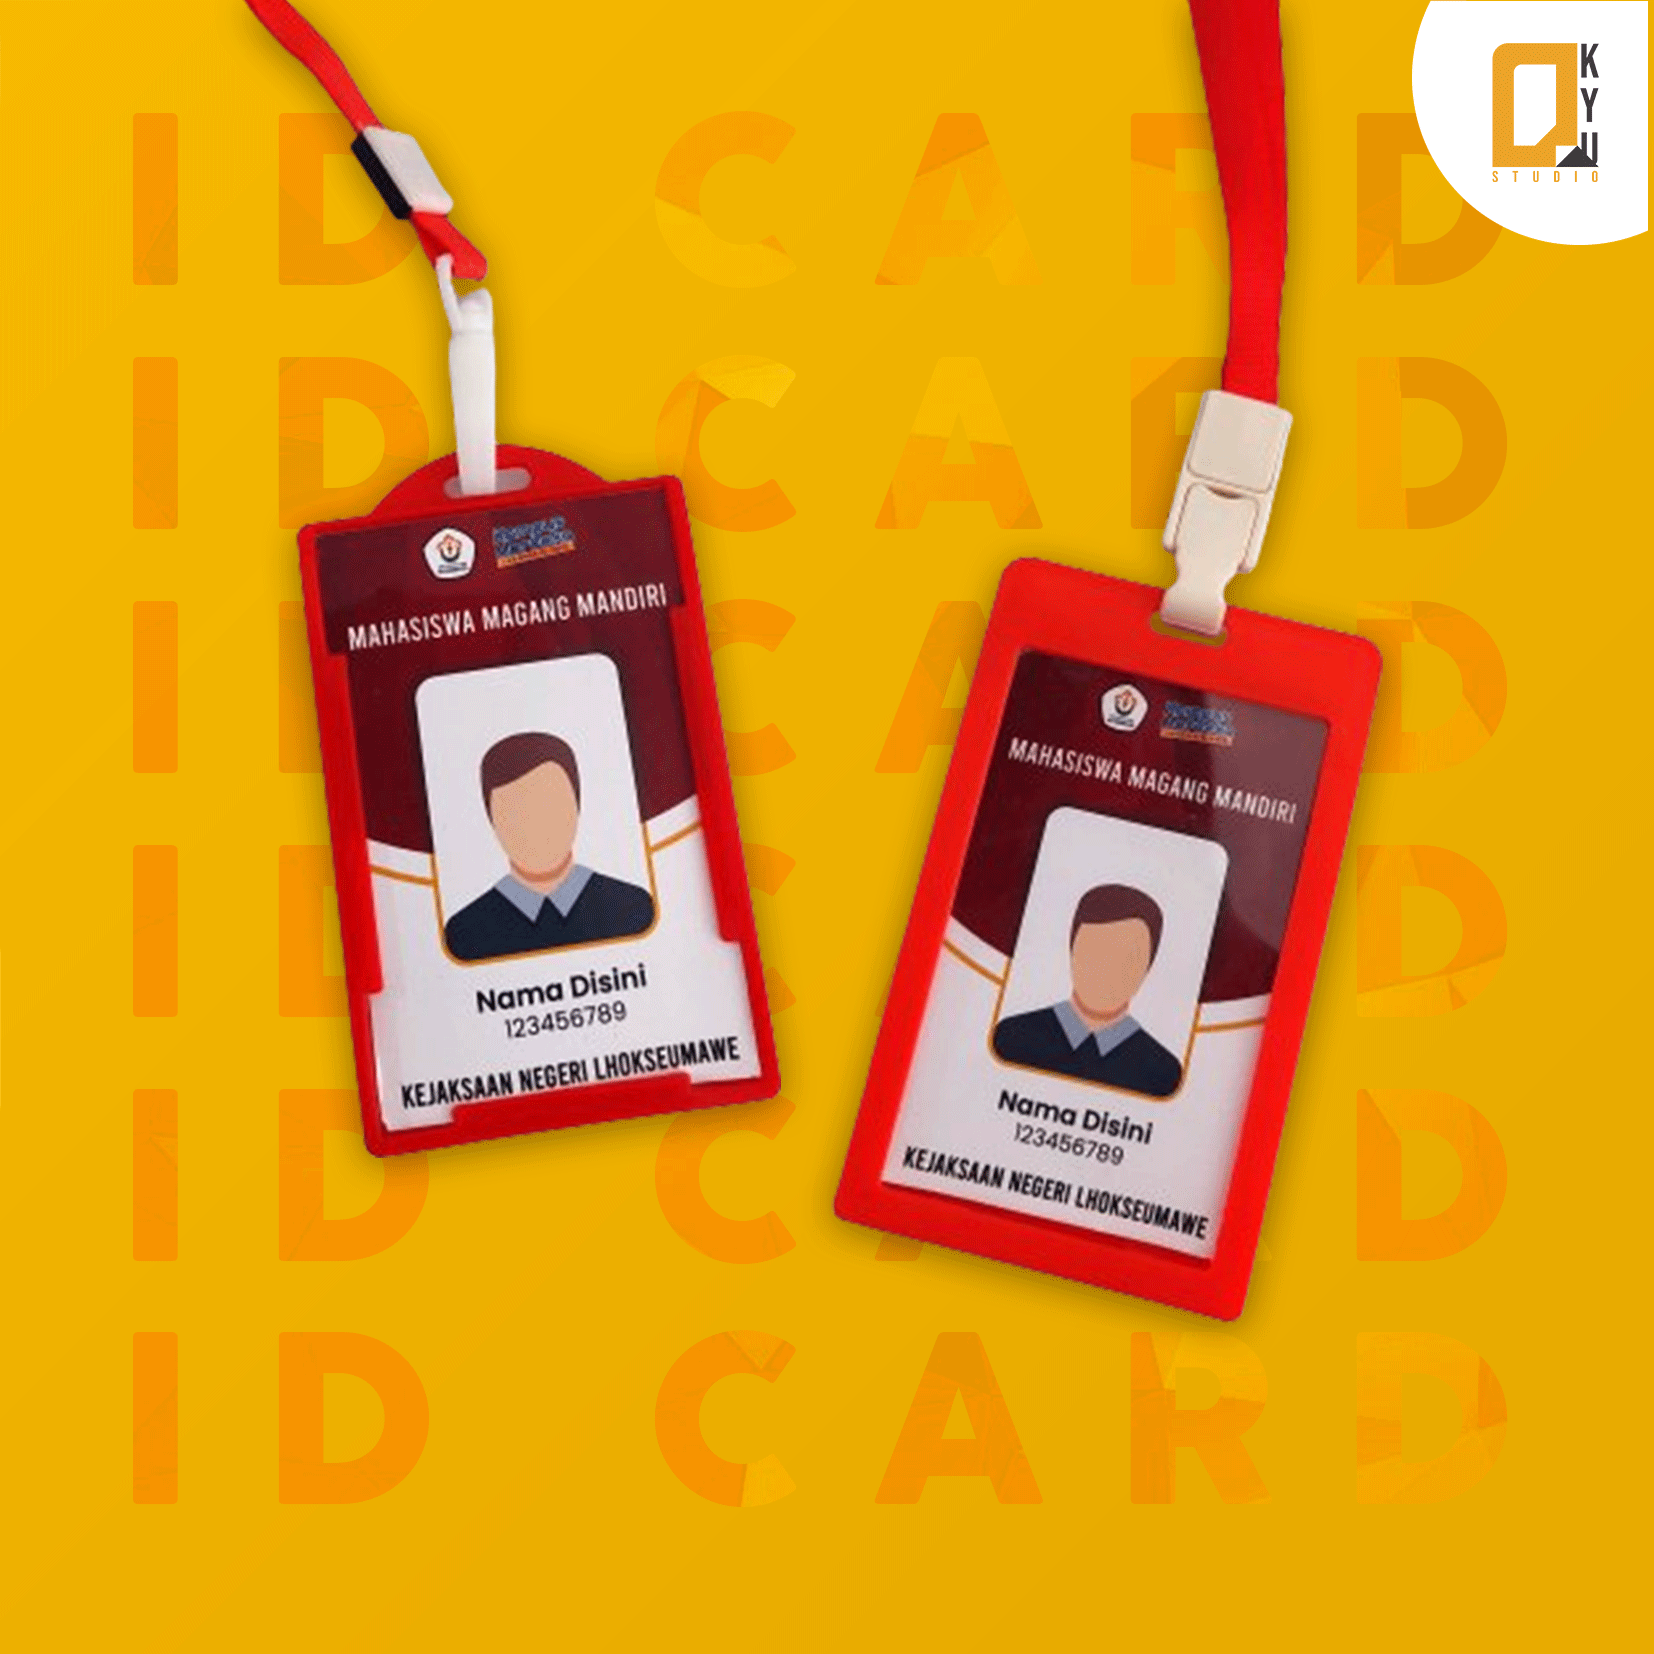 KYU
STUDIO
ID CARD
ID CARD
ID CARD
ID CARD
ID CARD
ID CARD
MAHASISWA MAGANG MANDIRI
Nama Disini
123456789
KEJAKSAAN NEGERI LHOKSEUMAWE
MAHASISWA MAGANG MANDIRI
Nama Disini
123456789
KEJAKSAAN NEGERI LHOKSEUMAWE